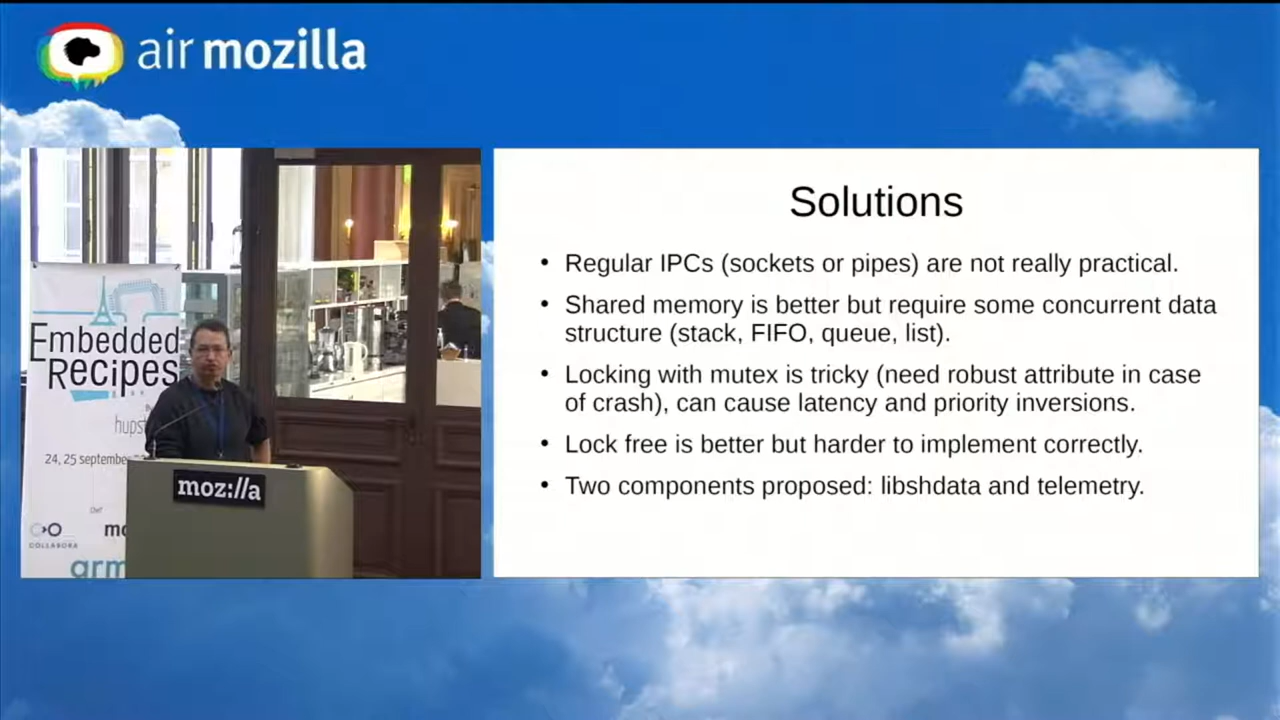 air mozilla
Embedded
Recipes
hupst
24, 25 september
Chef
COLLABORA
arm
moz://a
Solutions
• Regular IPCs (sockets or pipes) are not really practical.
• Shared memory is better but require some concurrent data
structure (stack, FIFO, queue, list).
• Locking with mutex is tricky (need robust attribute in case
of crash), can cause latency and priority inversions.
• Lock free is better but harder to implement correctly.
• Two components proposed: libshdata and telemetry.